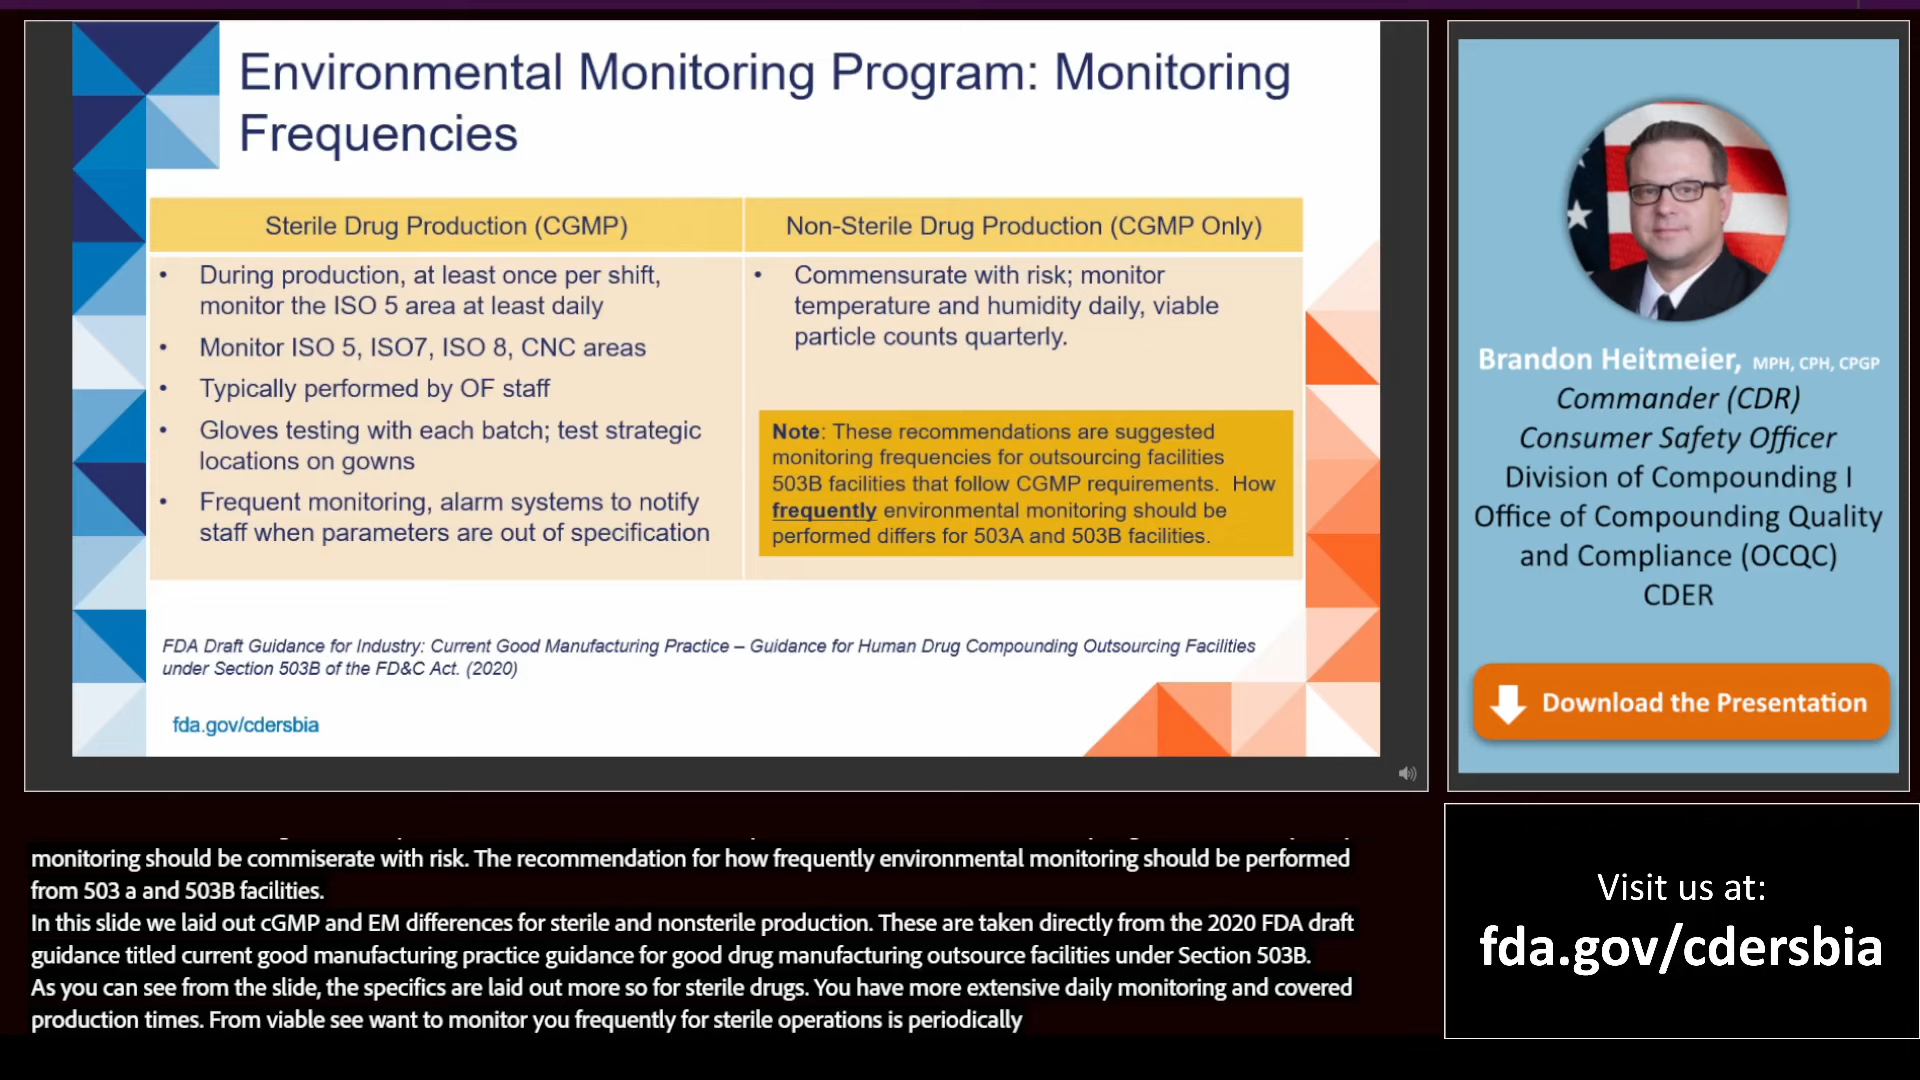 Environmental Monitoring Program: Monitoring
Frequencies
Sterile Drug Production (CGMP)
• During production, at least once per shift,
monitor the ISO 5 area at least daily
• Monitor ISO 5, ISO7, ISO 8, CNC areas
• Typically performed by OF staff
• Gloves testing with each batch; test strategic
locations on gowns
• Frequent monitoring, alarm systems to notify
staff when parameters are out of specification
Non-Sterile Drug Production (CGMP Only)
• Commensurate with risk; monitor
temperature and humidity daily, viable
particle counts quarterly.
Note: These recommendations are suggested
monitoring frequencies for outsourcing facilities
503B facilities that follow CGMP requirements. How
frequently environmental monitoring should be
performed differs for 503A and 503B facilities.
FDA Draft Guidance for Industry: Current Good Manufacturing Practice – Guidance for Human Drug Compounding Outsourcing Facilities
under Section 503B of the FD&C Act. (2020)
fda.gov/cdersbia
Brandon Heitmeier, MPH, CPH, CPGP
Commander (CDR)
Consumer Safety Officer
Division of Compounding I
Office of Compounding Quality
and Compliance (OCQC)
CDER
Download the Presentation
monitoring should be commiserate with risk. The recommendation for how frequently environmental monitoring should be performed
from 503 a and 503B facilities.
In this slide we laid out cGMP and EM differences for sterile and nonsterile production. These are taken directly from the 2020 FDA draft
guidance titled current good manufacturing practice guidance for good drug manufacturing outsource facilities under Section 503B.
As you can see from the slide, the specifics are laid out more so for sterile drugs. You have more extensive daily monitoring and covered
production times. From viable see want to monitor you frequently for sterile operations is periodically
Visit us at:
fda.gov/cdersbia